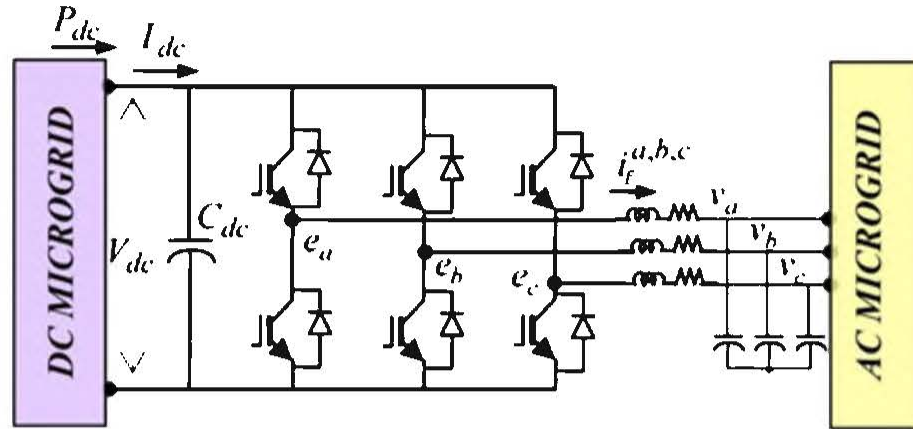 P_dc
I_dc
DC MICROGRID
V_dc
C_dc
e_a
e_b
e_c
i_f^a,b,c
v_a
v_b
v_c
AC MICROGRID